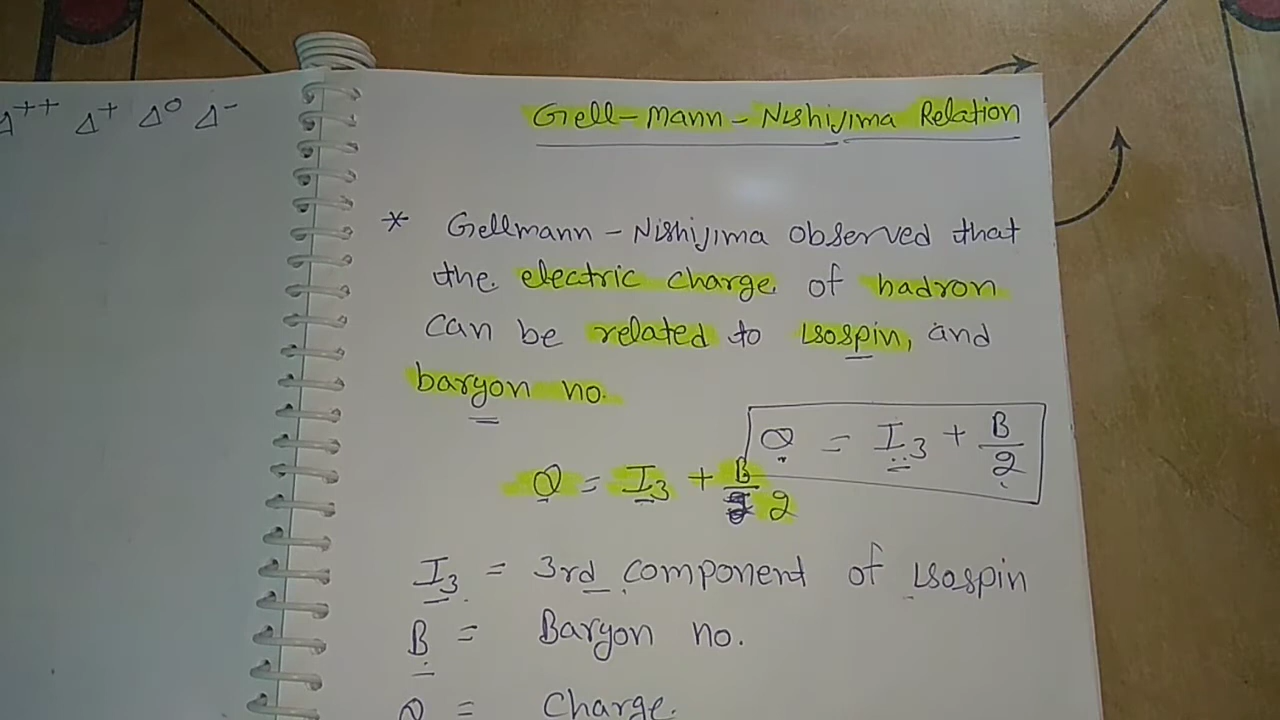 Δ⁺⁺ Δ⁺ Δ⁰ Δ⁻
Gell-Mann-Nishijima Relation
* Gellmann-Nishijima observed that
the electric charge of hadron
can be related to Isospin, and
baryon no.
Q = I₃ + B/2
Q = I₃ + B/2
I₃ = 3rd component of Isospin
B = Baryon no.
Q = Charge.